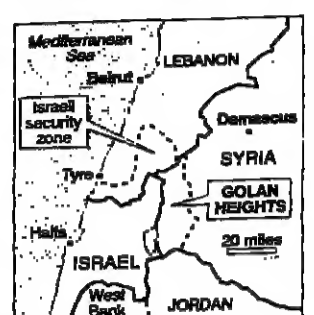 Mediterranean
Sea
LEBANON
Beirut
Israeli
security
zone
Damascus
SYRIA
Tyre
GOLAN
HEIGHTS
Haifa
20 miles
ISRAEL
West
Bank
JORDAN